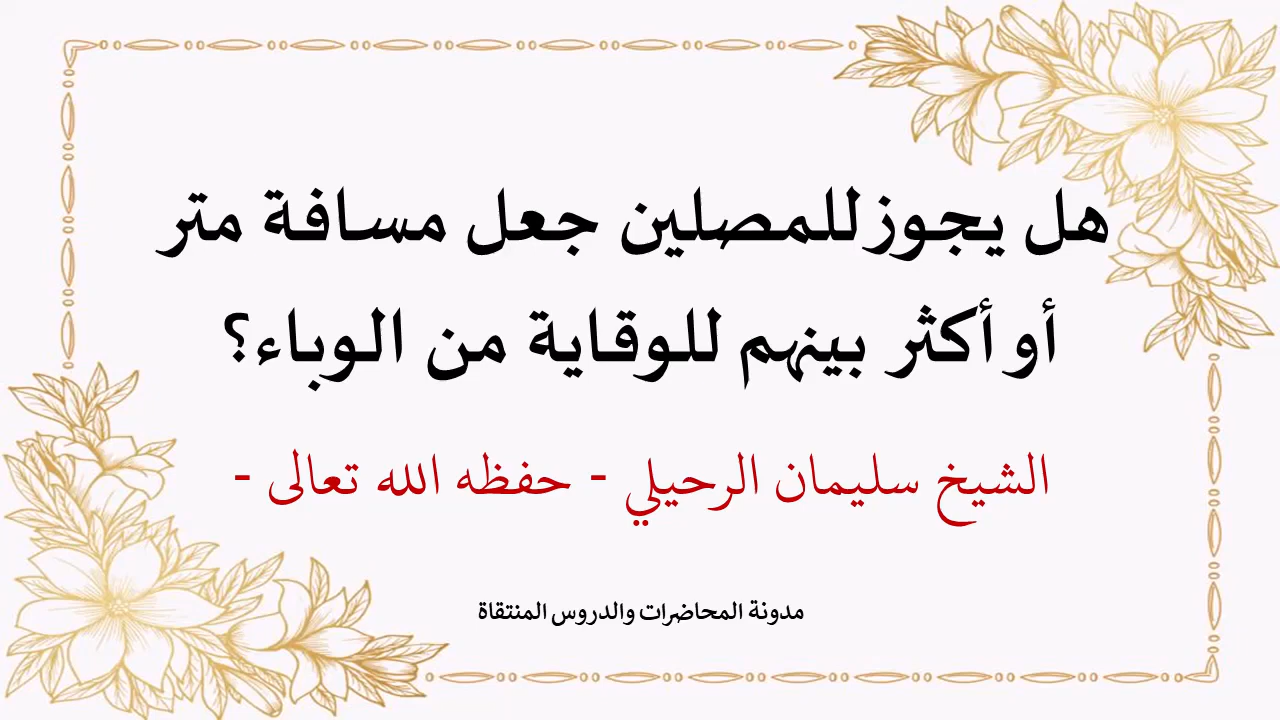 هل يجوز للمصلين جعل مسافة متر
أو أكثر بينهم للوقاية من الوباء؟
الشيخ سليمان الرحيلي - حفظه الله تعالى -
مدونة المحاضرات والدروس المنتقاة